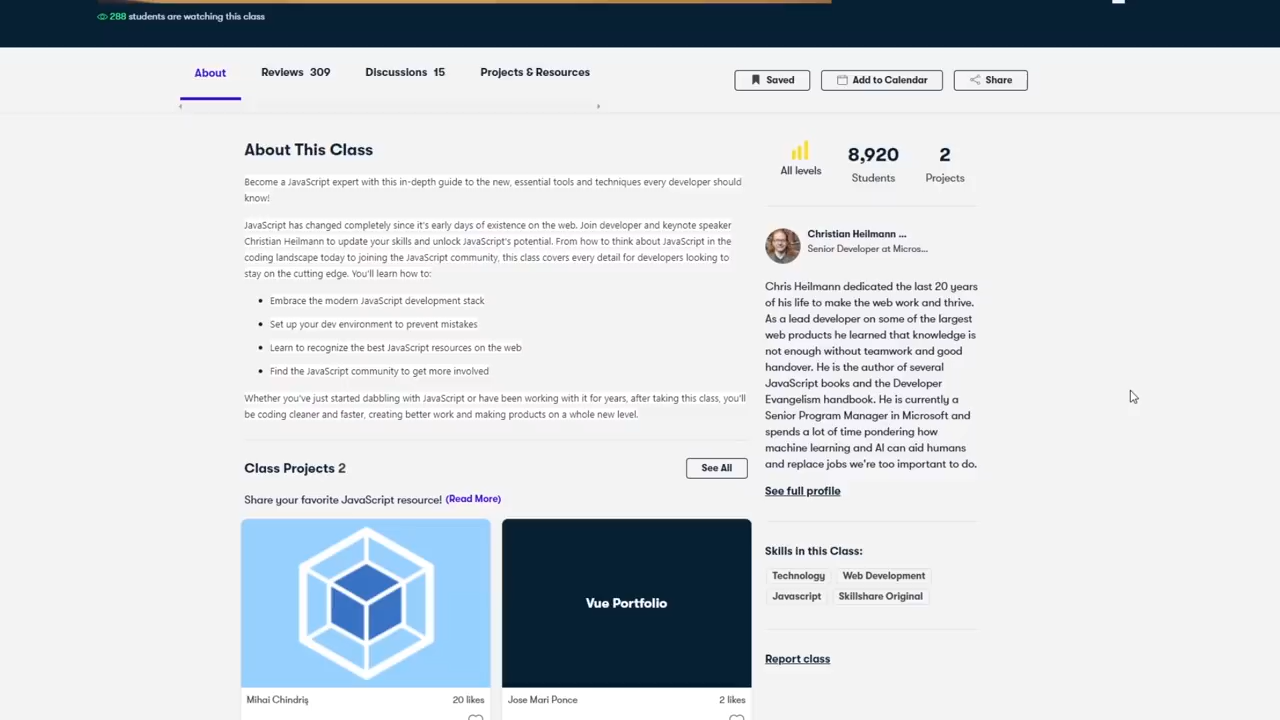 288 students are watching this class
About
Reviews 309
Discussions 15
Projects & Resources
Saved
Add to Calendar
Share
About This Class
Become a JavaScript expert with this in-depth guide to the new, essential tools and techniques every developer should
know!
JavaScript has changed completely since it's early days of existence on the web. Join developer and keynote speaker
Christian Heilmann to update your skills and unlock JavaScript's potential. From how to think about JavaScript in the
coding landscape today to joining the JavaScript community, this class covers every detail for developers looking to
stay on the cutting edge. You'll learn how to:
Embrace the modern JavaScript development stack
Set up your dev environment to prevent mistakes
Learn to recognize the best JavaScript resources on the web
Find the JavaScript community to get more involved
Whether you've just started dabbling with JavaScript or have been working with it for years, after taking this class, you'll
be coding cleaner and faster, creating better work and making products on a whole new level.
Class Projects 2
See All
Share your favorite JavaScript resource! (Read More)
Vue Portfolio
Mihai Chindriș
20 likes
Jose Mari Ponce
2 likes
All levels
8,920
Students
2
Projects
Christian Heilmann ...
Senior Developer at Micros...
Chris Heilmann dedicated the last 20 years
of his life to make the web work and thrive.
As a lead developer on some of the largest
web products he learned that knowledge is
not enough without teamwork and good
handover. He is the author of several
JavaScript books and the Developer
Evangelism handbook. He is currently a
Senior Program Manager in Microsoft and
spends a lot of time pondering how
machine learning and AI can aid humans
and replace jobs we're too important to do.
See full profile
Skills in this Class:
Technology
Web Development
Javascript
Skillshare Original
Report class